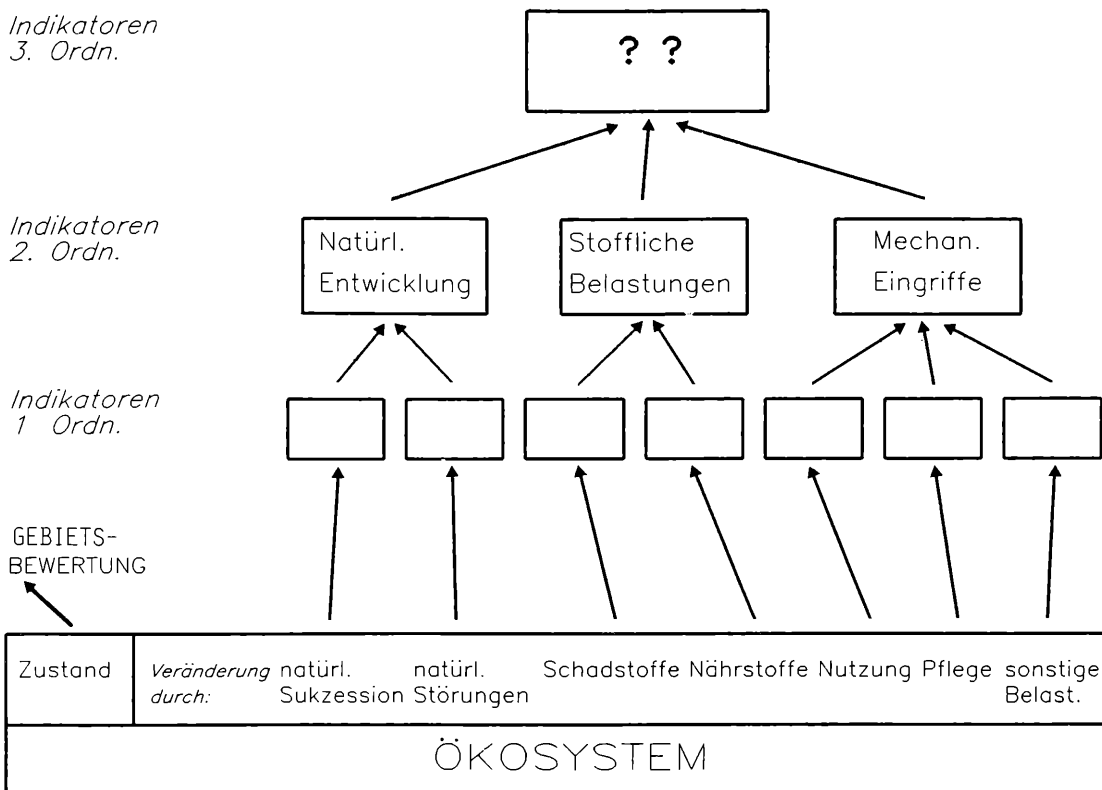 Indikatoren
3. Ordn.
? ?
Indikatoren
2. Ordn.
Natürl.
Entwicklung
Stoffliche
Belastungen
Mechan.
Eingriffe
Indikatoren
1 Ordn.
GEBIETS-
BEWERTUNG
Zustand
Veränderung
durch:
natürl.
Sukzession
natürl.
Störungen
Schadstoffe
Nährstoffe
Nutzung
Pflege
sonstige
Belast.
ÖKOSYSTEM